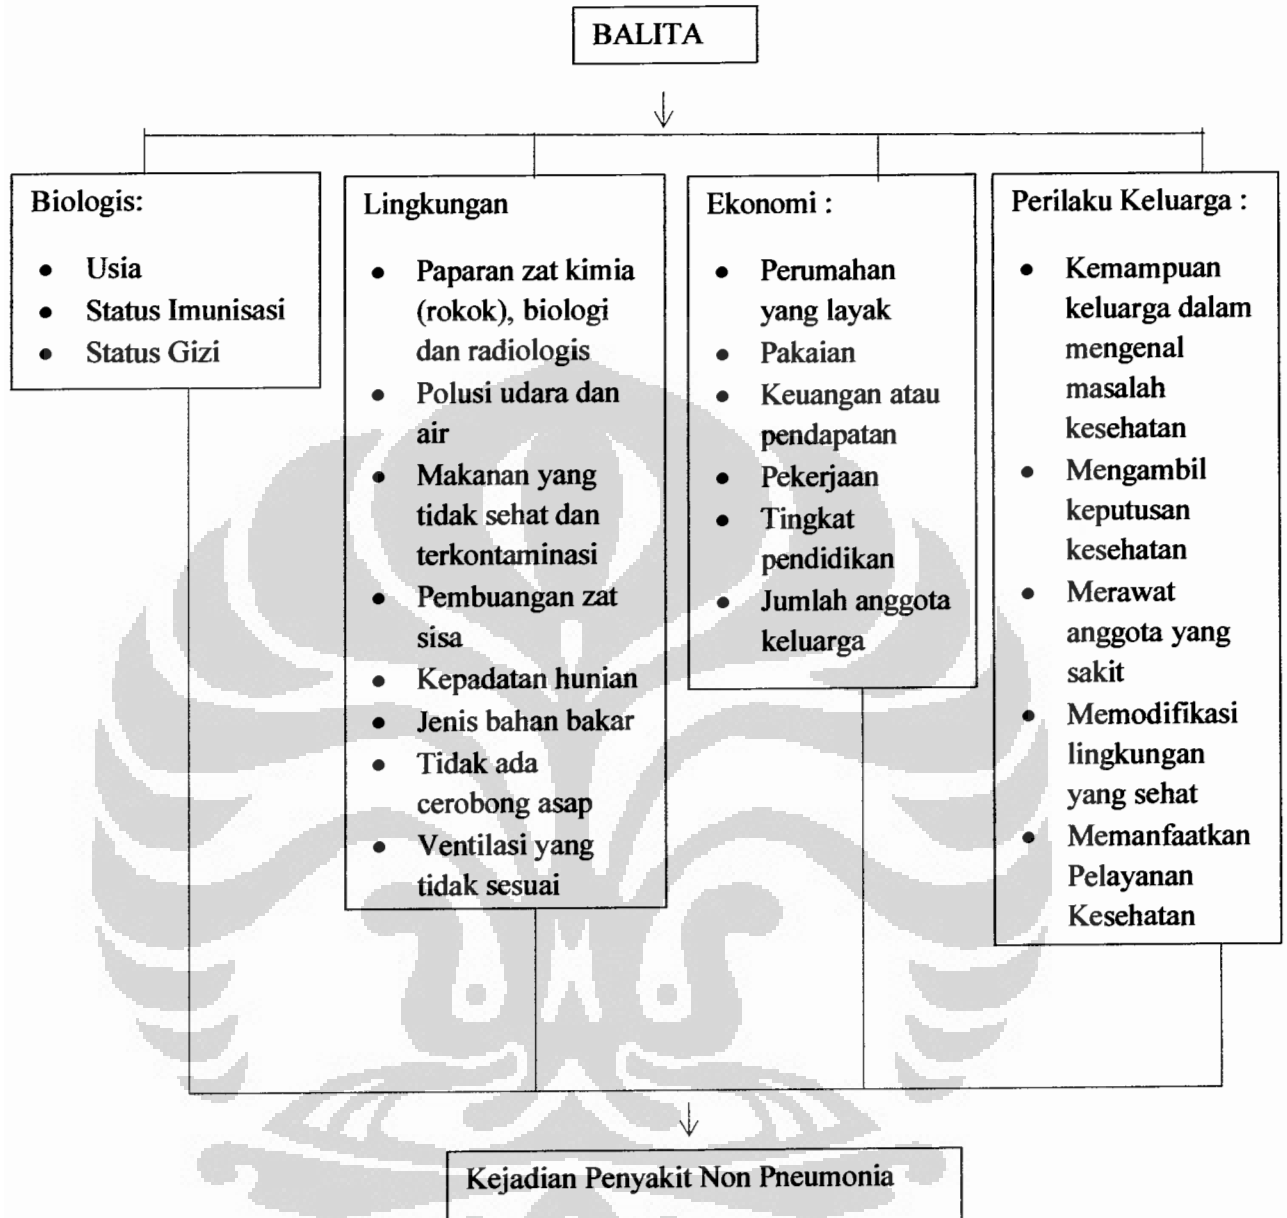 BALITA
Biologis:
• Usia
• Status Imunisasi
• Status Gizi
Lingkungan
• Paparan zat kimia
(rokok), biologi
dan radiologis
• Polusi udara dan
air
• Makanan yang
tidak sehat dan
terkontaminasi
• Pembuangan zat
sisa
• Kepadatan hunian
• Jenis bahan bakar
• Tidak ada
cerobong asap
• Ventilasi yang
tidak sesuai
Ekonomi :
• Perumahan
yang layak
• Pakaian
• Keuangan atau
pendapatan
• Pekerjaan
• Tingkat
pendidikan
• Jumlah anggota
keluarga
Perilaku Keluarga :
• Kemampuan
keluarga dalam
mengenal
masalah
kesehatan
• Mengambil
keputusan
kesehatan
• Merawat
anggota yang
sakit
• Memodifikasi
lingkungan
yang sehat
• Memanfaatkan
Pelayanan
Kesehatan
Kejadian Penyakit Non Pneumonia